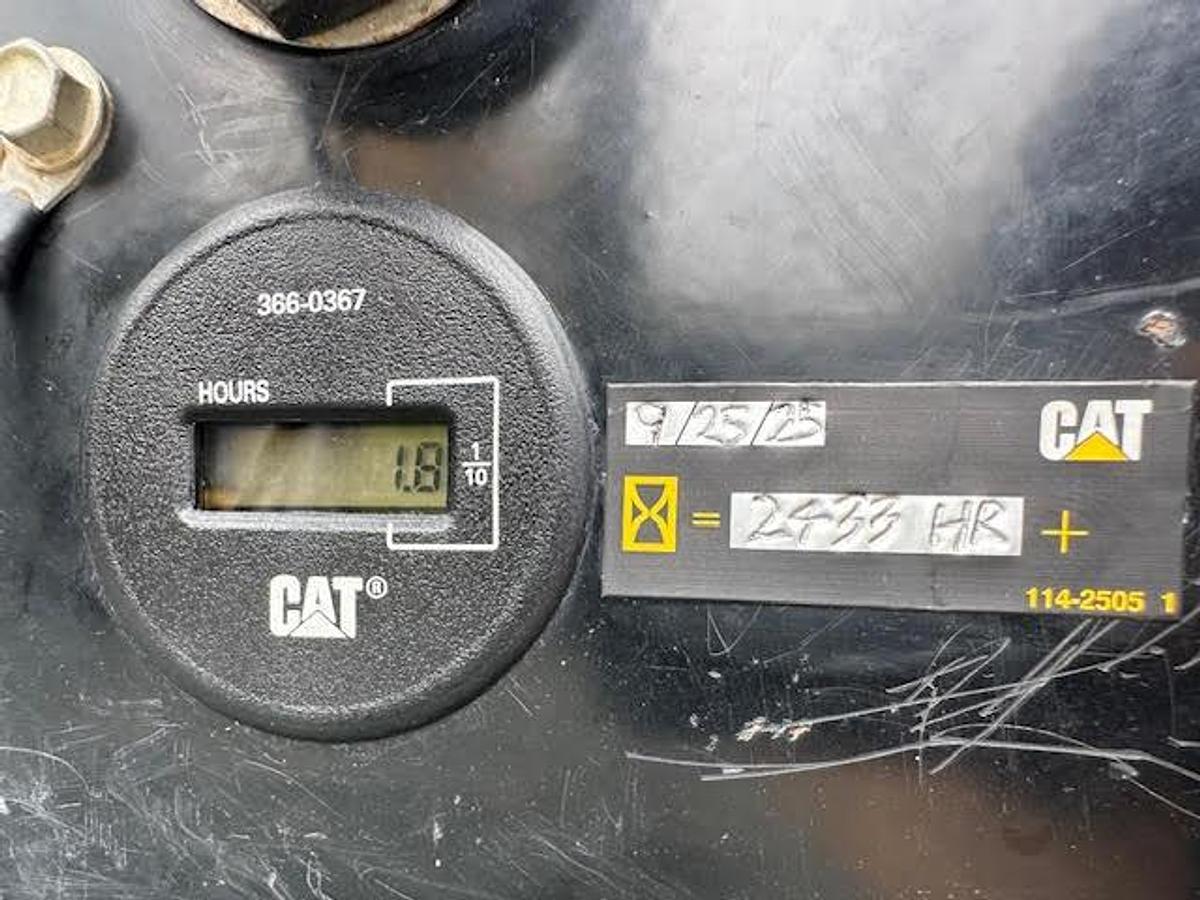 366-0367
HOURS
1.8
1/10
CAT®
9/25/25
CAT
= 2433 HR +
114-2505 1